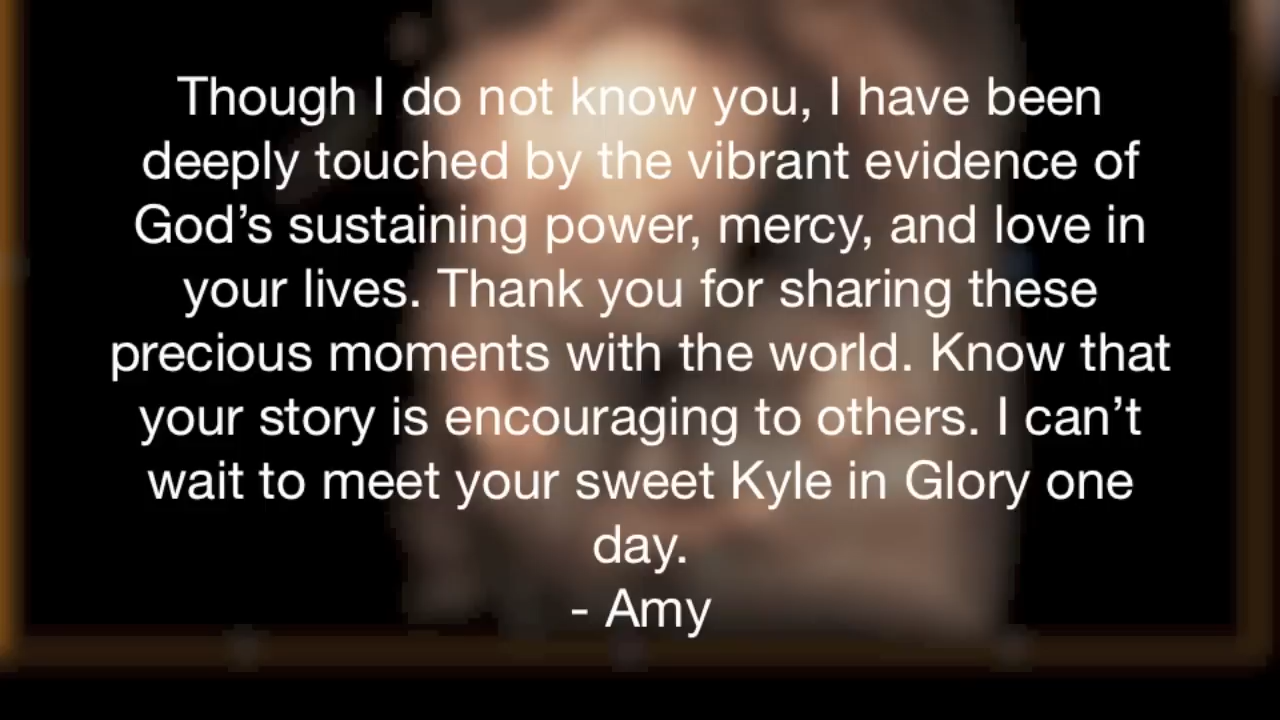 Though I do not know you, I have been
deeply touched by the vibrant evidence of
God’s sustaining power, mercy, and love in
your lives. Thank you for sharing these
precious moments with the world. Know that
your story is encouraging to others. I can’t
wait to meet your sweet Kyle in Glory one
day.
- Amy